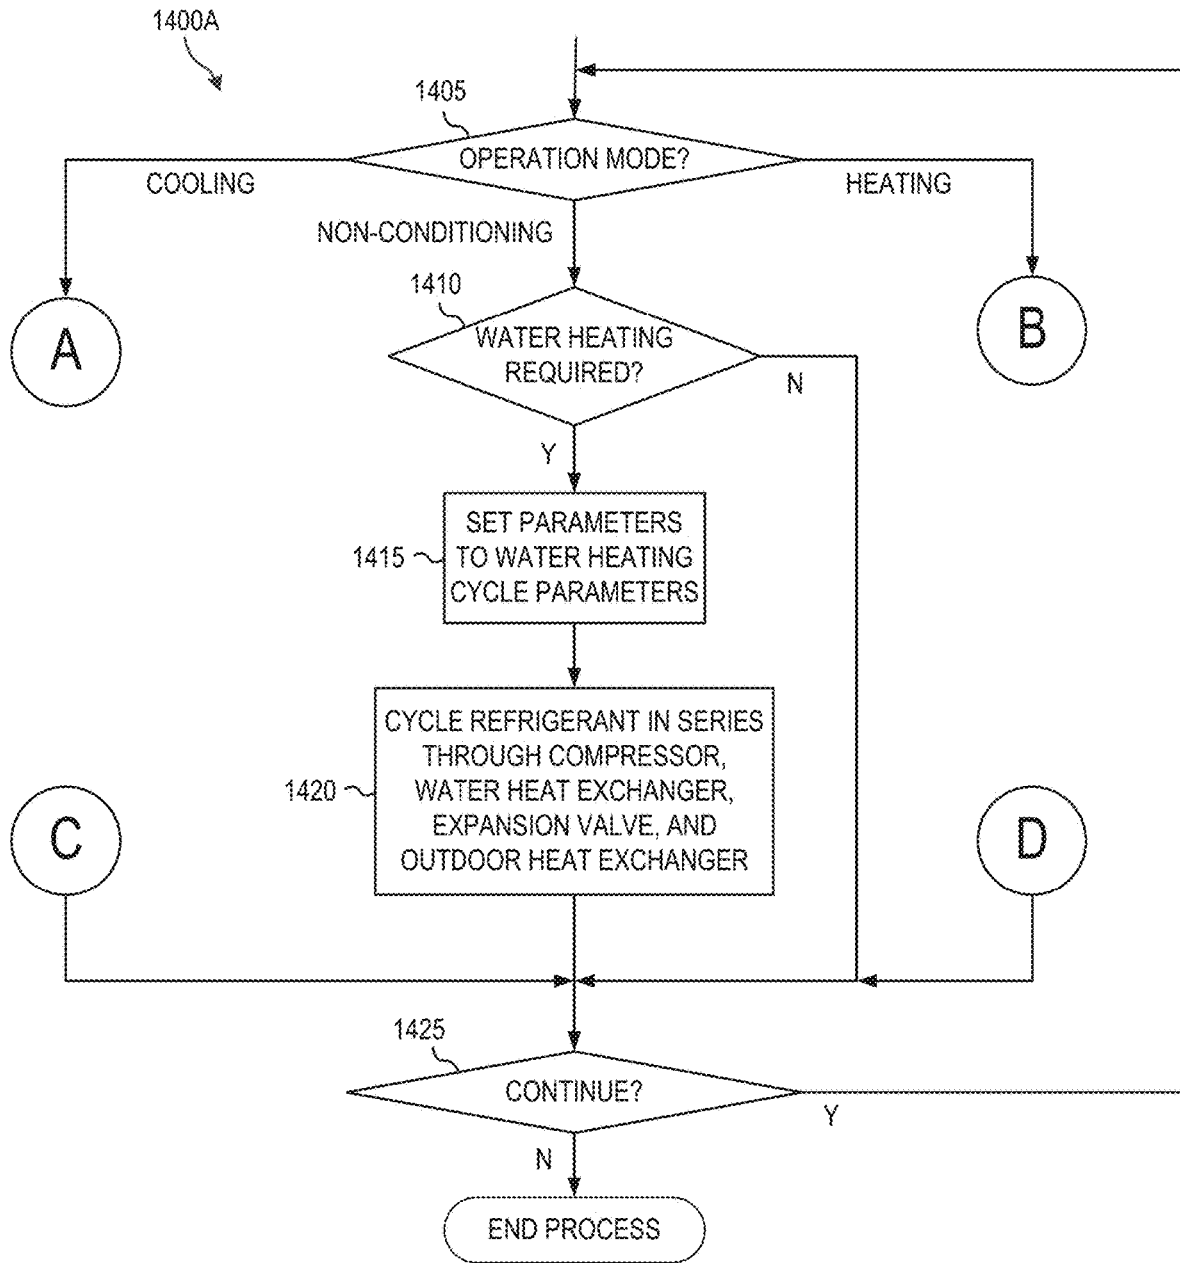 1400A
1405
OPERATION MODE?
COOLING
HEATING
NON-CONDITIONING
1410
WATER HEATING
REQUIRED?
A
B
N
Y
SET PARAMETERS
TO WATER HEATING
CYCLE PARAMETERS
1415
CYCLE REFRIGERANT IN SERIES
THROUGH COMPRESSOR,
WATER HEAT EXCHANGER,
EXPANSION VALVE, AND
OUTDOOR HEAT EXCHANGER
1420
C
D
1425
CONTINUE?
Y
N
END PROCESS